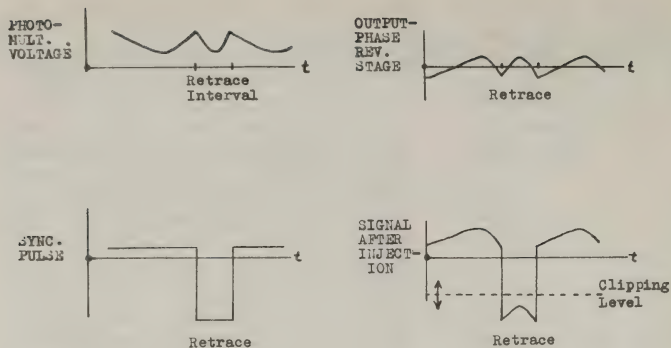 PHOTO-
MULT. .
VOLTAGE
t
Retrace
Interval
OUTPUT-
PHASE
REV.
STAGE
t
Retrace
SYNC.
PULSE
t
Retrace
SIGNAL
AFTER
INJECT-
ION
t
Clipping
Level
Retrace